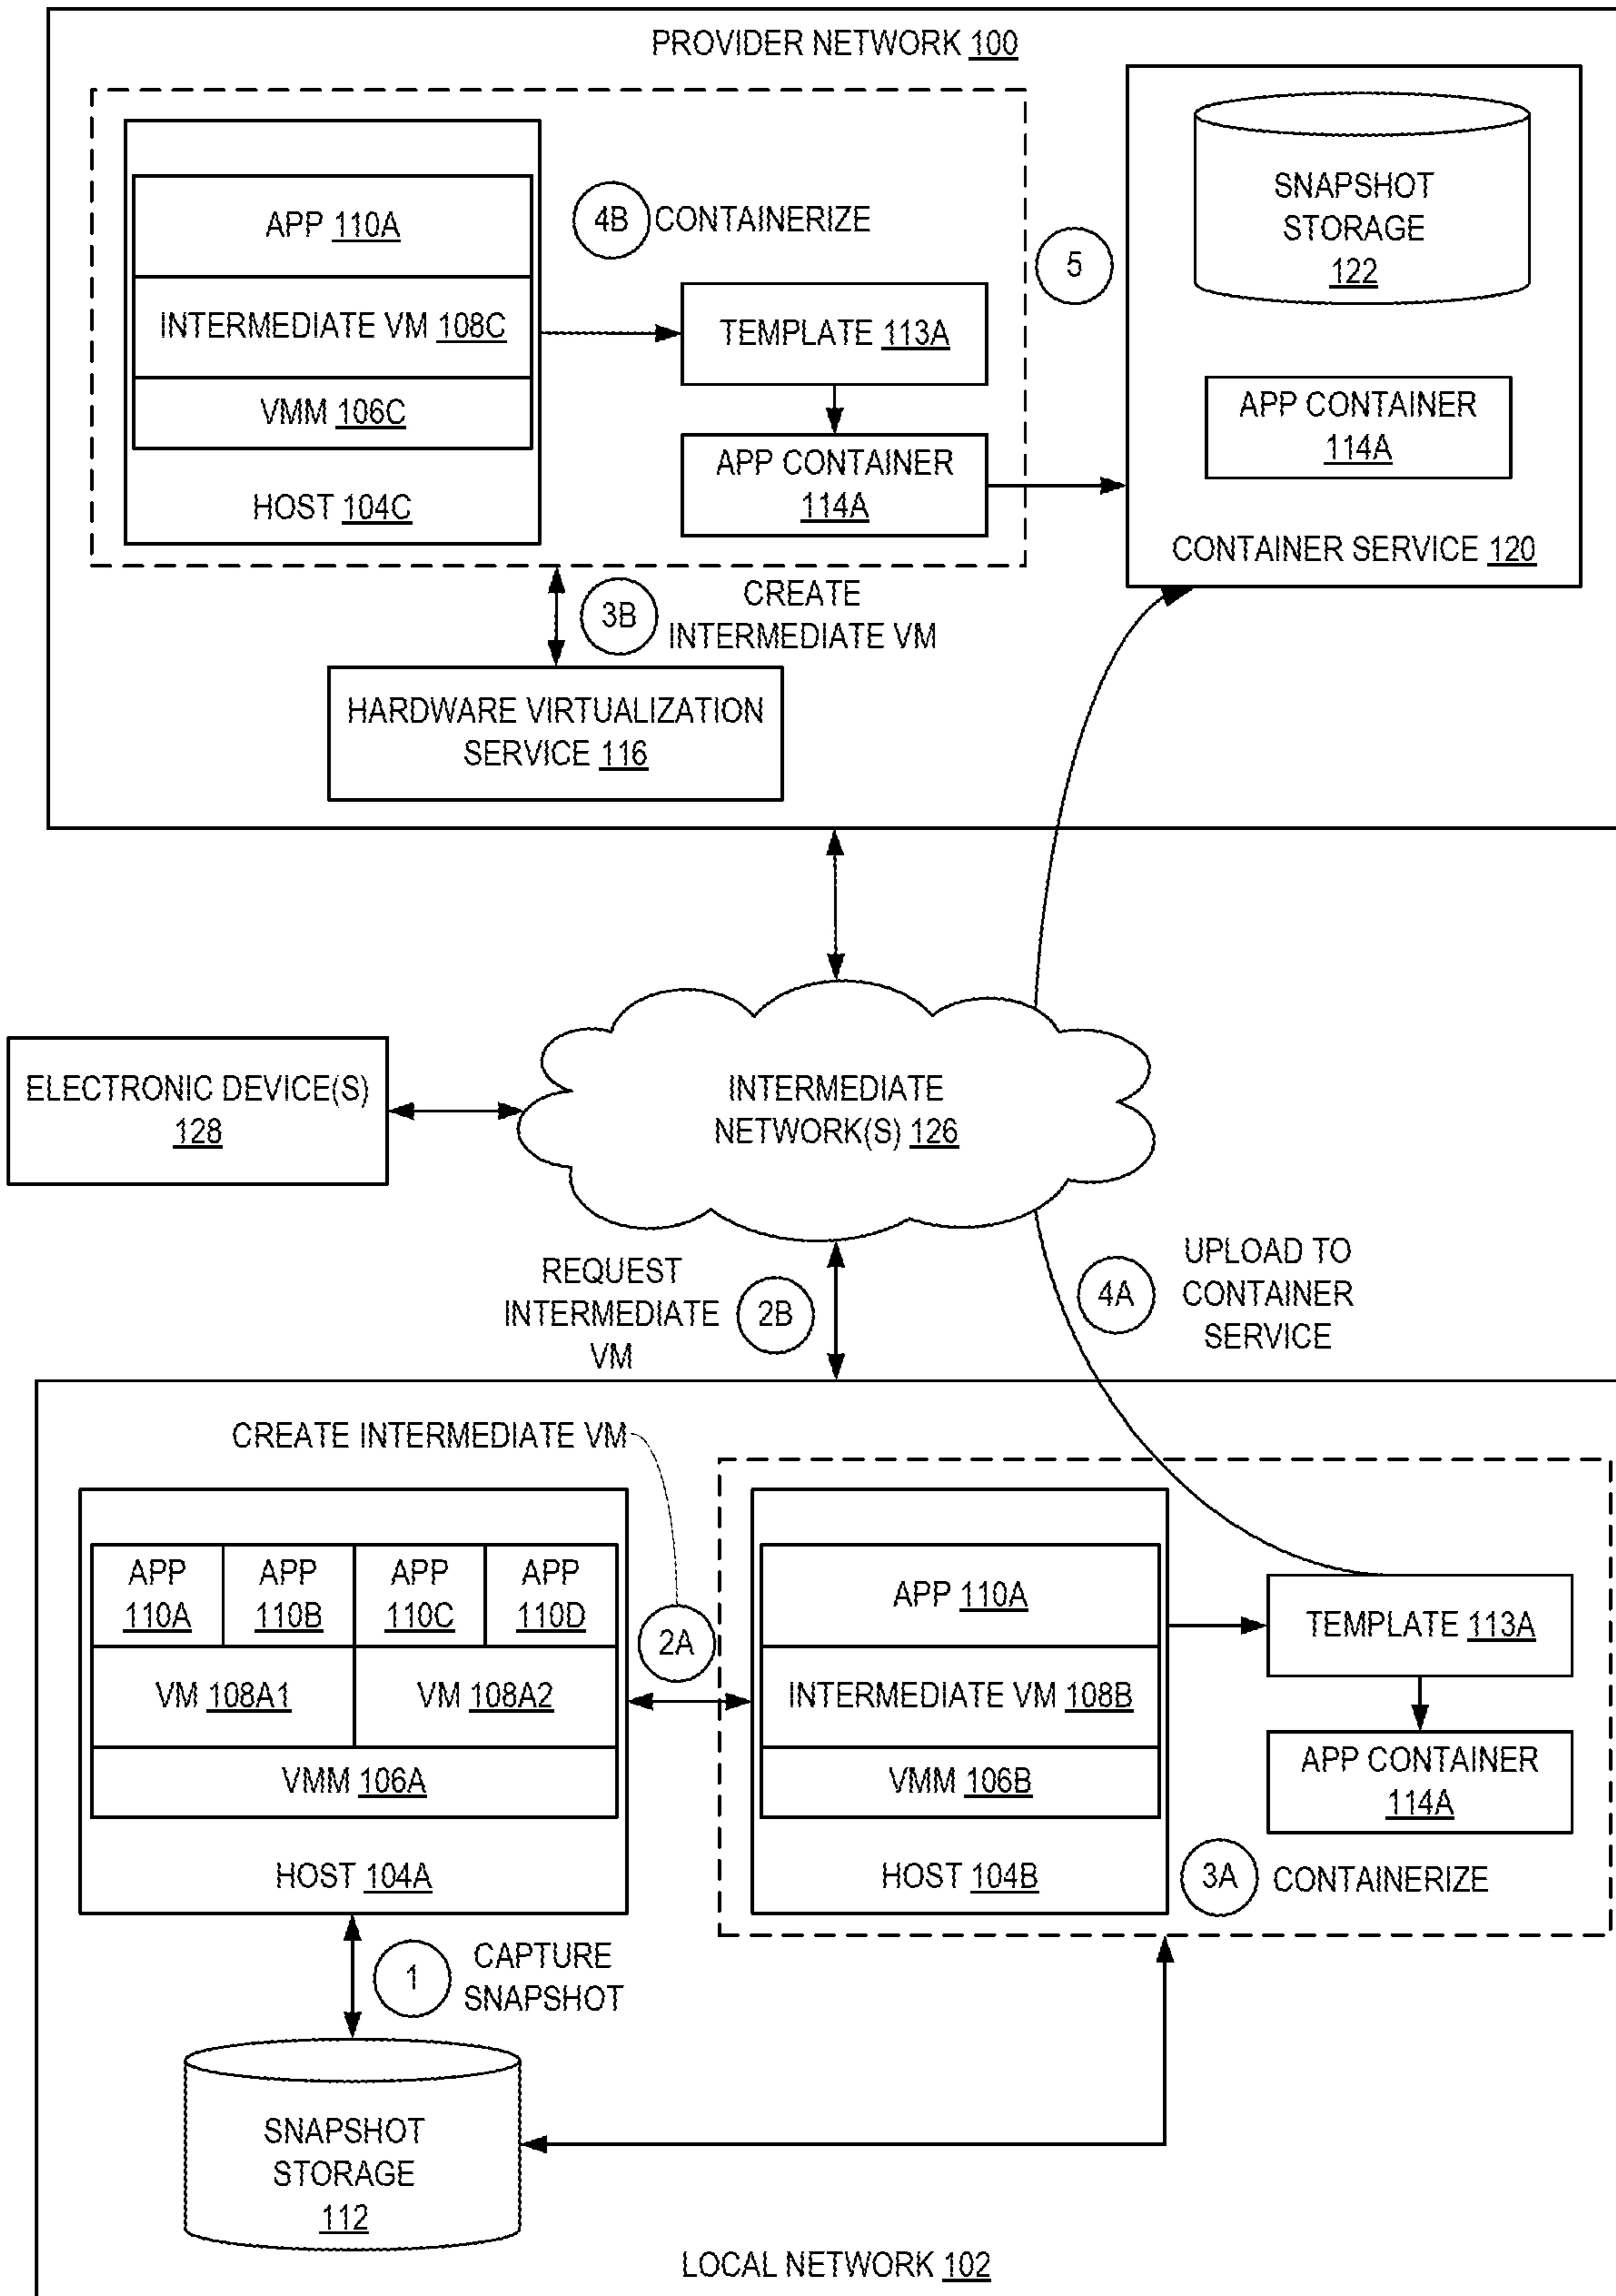 PROVIDER NETWORK 100
APP 110A
INTERMEDIATE VM 108C
VMM 106C
HOST 104C
4B CONTAINERIZE
TEMPLATE 113A
APP CONTAINER
114A
5
SNAPSHOT
STORAGE
122
APP CONTAINER
114A
CONTAINER SERVICE 120
3B
CREATE
INTERMEDIATE VM
HARDWARE VIRTUALIZATION
SERVICE 116
ELECTRONIC DEVICE(S)
128
INTERMEDIATE
NETWORK(S) 126
REQUEST
INTERMEDIATE
VM
2B
4A
UPLOAD TO
CONTAINER
SERVICE
CREATE INTERMEDIATE VM
2A
APP
110A
APP
110B
APP
110C
APP
110D
VM 108A1
VM 108A2
VMM 106A
HOST 104A
APP 110A
INTERMEDIATE VM 108B
VMM 106B
HOST 104B
TEMPLATE 113A
APP CONTAINER
114A
3A CONTAINERIZE
1
CAPTURE
SNAPSHOT
SNAPSHOT
STORAGE
112
LOCAL NETWORK 102